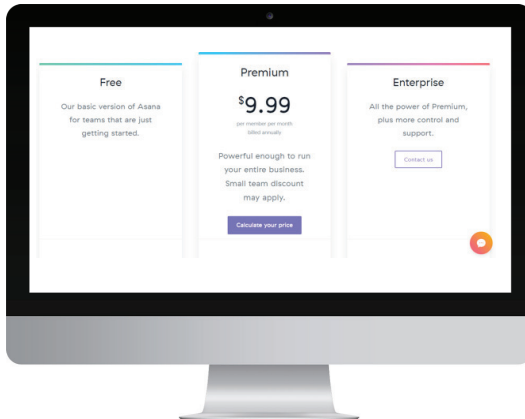 Free
Our basic version of Asana
for teams that are just
getting started.
Premium
$9.99
per member per month
billed annually
Powerful enough to run
your entire business.
Small team discount
may apply.
Calculate your price
Enterprise
All the power of Premium,
plus more control and
support.
Contact us